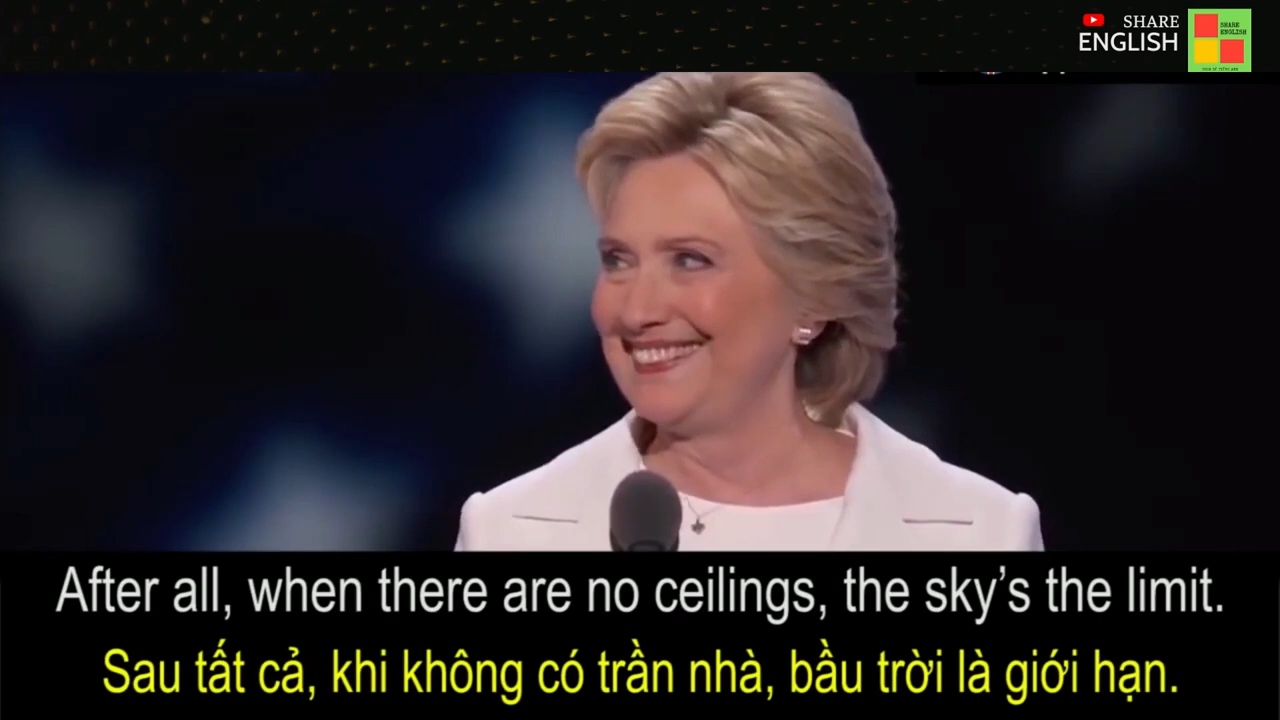 SHARE
ENGLISH
SHARE
ENGLISH
After all, when there are no ceilings, the sky's the limit.
Sau tất cả, khi không có trần nhà, bầu trời là giới hạn.